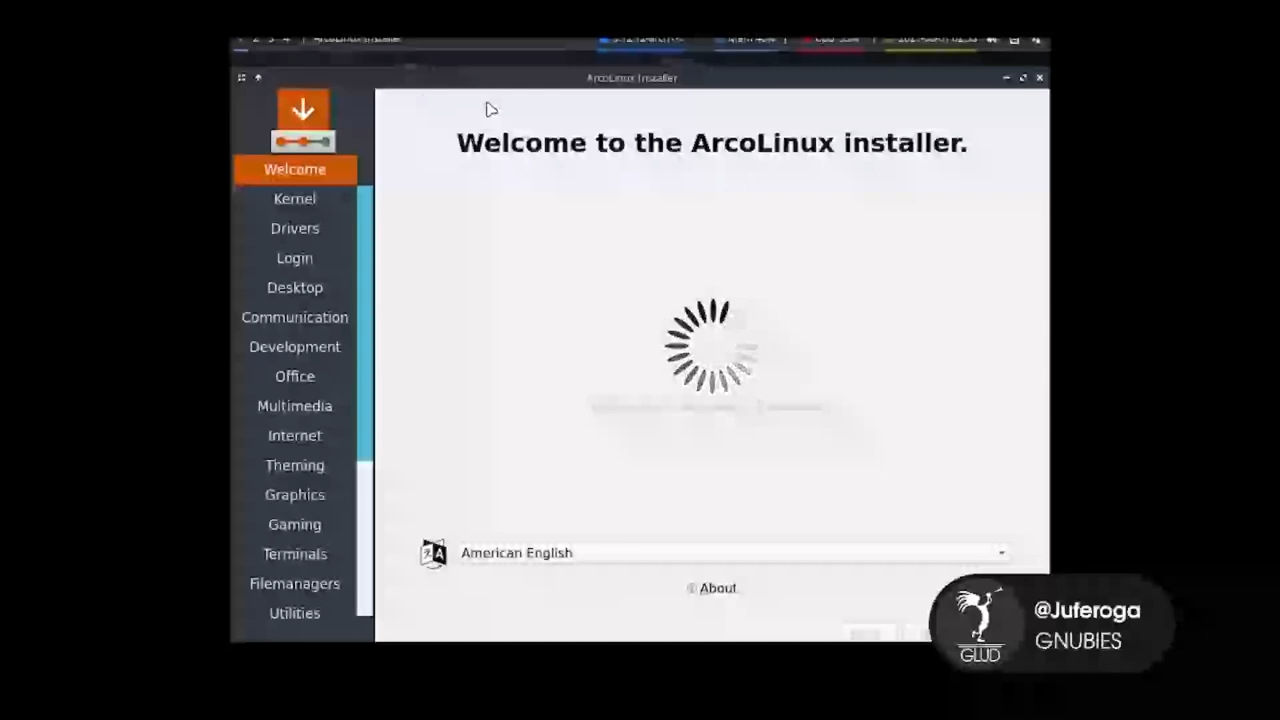 ArcoLinux Installer
Welcome to the ArcoLinux installer.
Welcome
Kernel
Drivers
Login
Desktop
Communication
Development
Office
Multimedia
Internet
Theming
Graphics
Gaming
Terminals
Filemanagers
Utilities
American English
About
@Juferoga
GNUBIES
GLUD